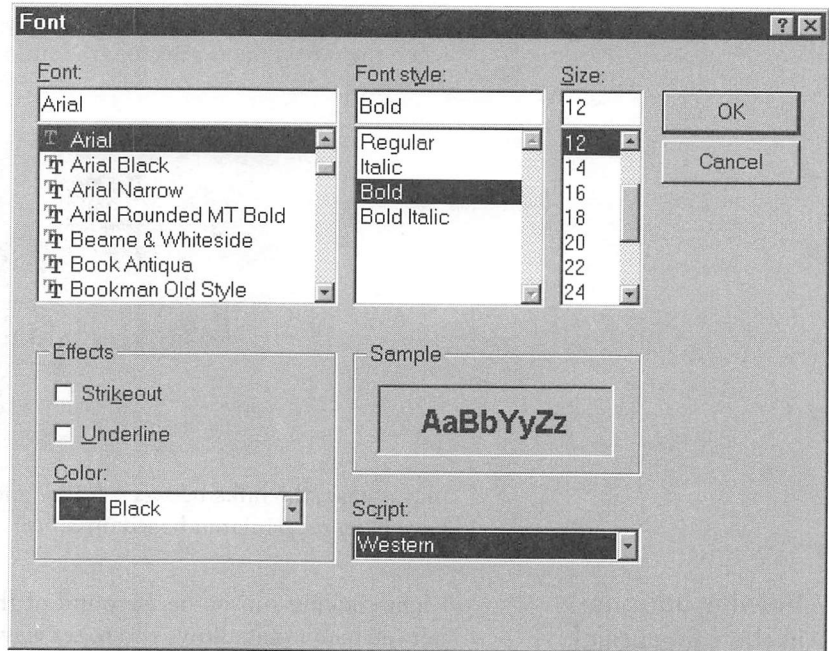 Font
Font:
Arial
Arial
Arial Black
Arial Narrow
Arial Rounded MT Bold
Beame & Whiteside
Book Antiqua
Bookman Old Style
Font style:
Bold
Regular
Italic
Bold
Bold Italic
Size:
12
12
14
16
18
20
22
24
OK
Cancel
Effects
Strikeout
Underline
Color:
Black
Sample
AaBbYyZz
Script:
Western